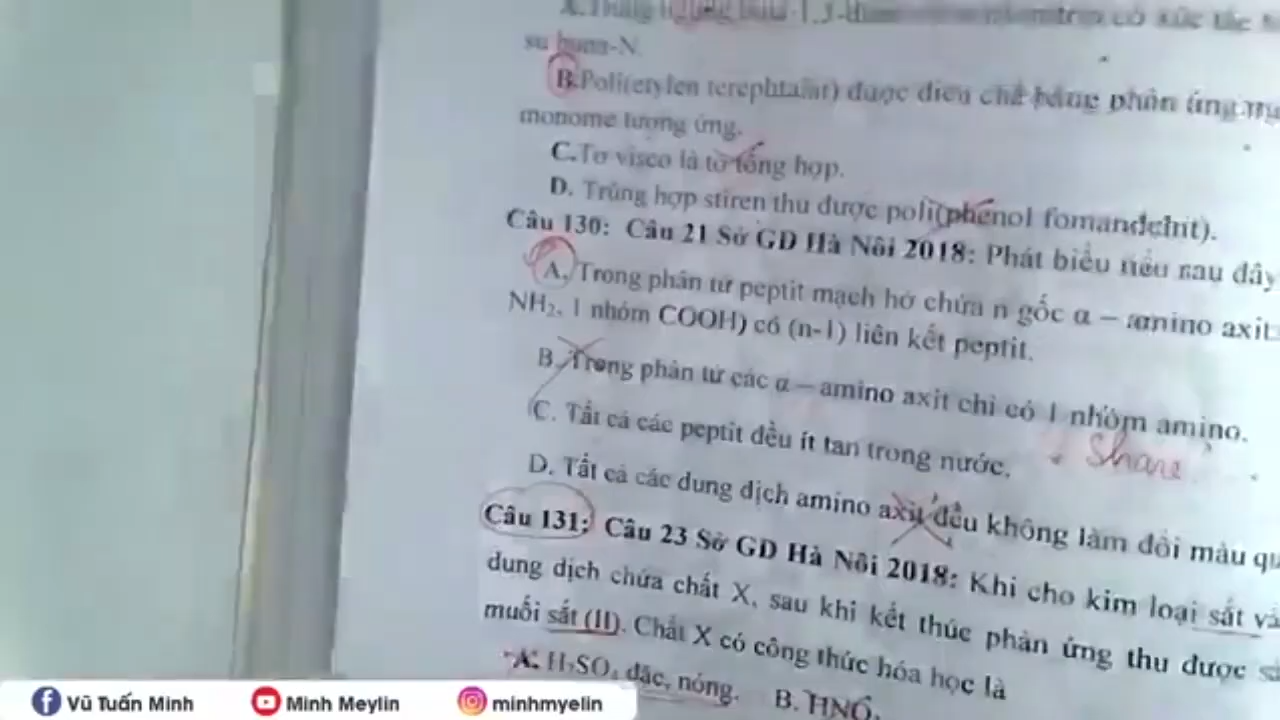 su buna-N.
B. Poli(etylen terephtalat) được điều chế bằng phản ứng
monome tương ứng.
C. Tơ visco là tơ tổng hợp.
D. Trùng hợp stiren thu được poli(phenol fomanđehit).
Câu 130: Câu 21 Sở GD Hà Nội 2018: Phát biểu nếu sau đây
A. Trong phân tử peptit mạch hở chứa n gốc α – amino axit
NH₂, 1 nhóm COOH) có (n-1) liên kết peptit.
B. Trong phân tử các α – amino axit chỉ có 1 nhóm amino.
C. Tất cả các peptit đều ít tan trong nước.
Share
D. Tất cả các dung dịch amino axit đều không làm đổi màu
Câu 131: Câu 23 Sở GD Hà Nội 2018: Khi cho kim loại sắt
dung dịch chứa chất X, sau khi kết thúc phản ứng thu được
muối sắt (II). Chất X có công thức hóa học là
A. H₂SO₄ đặc, nóng. B. HNO₃
Vũ Tuấn Minh Minh Meylin minhmyelin